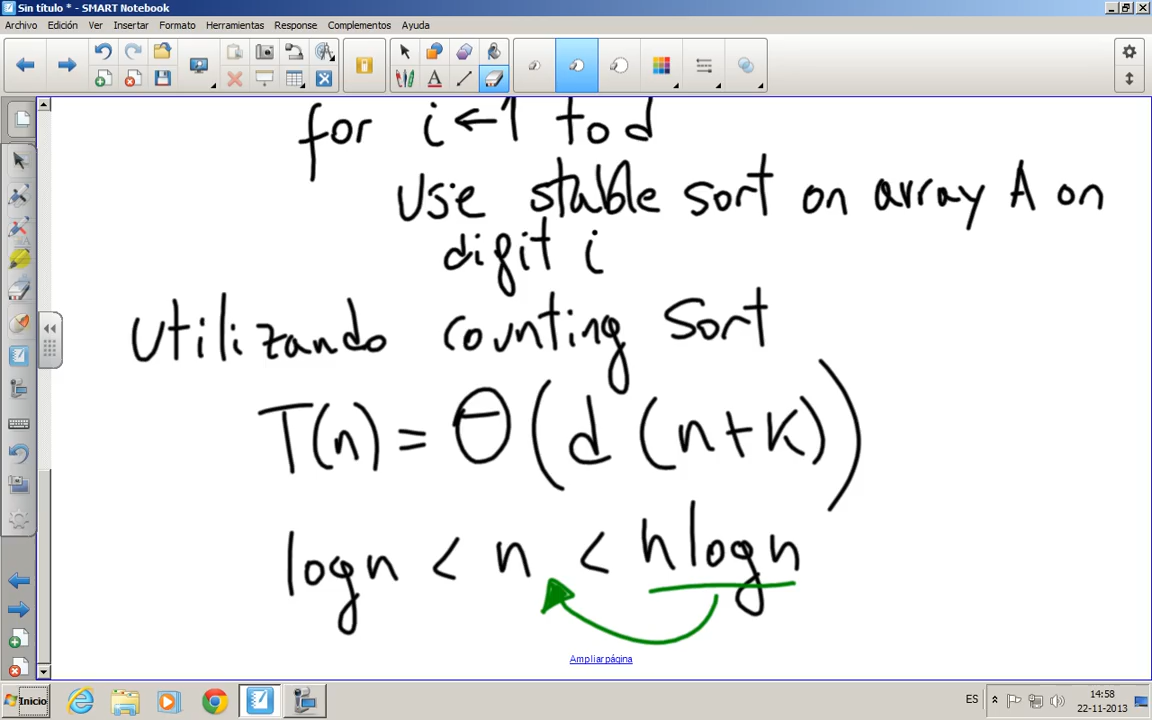 Sin título * - SMART Notebook
Archivo Edición Ver Insertar Formato Herramientas Response Complementos Ayuda
for i ← 1 to d
Use stable sort on array A on
digit i
Utilizando counting sort
T(n) = Θ(d(n+k))
logn < n < nlogn
Ampliar página
Inicio
ES
14:58
22-11-2013